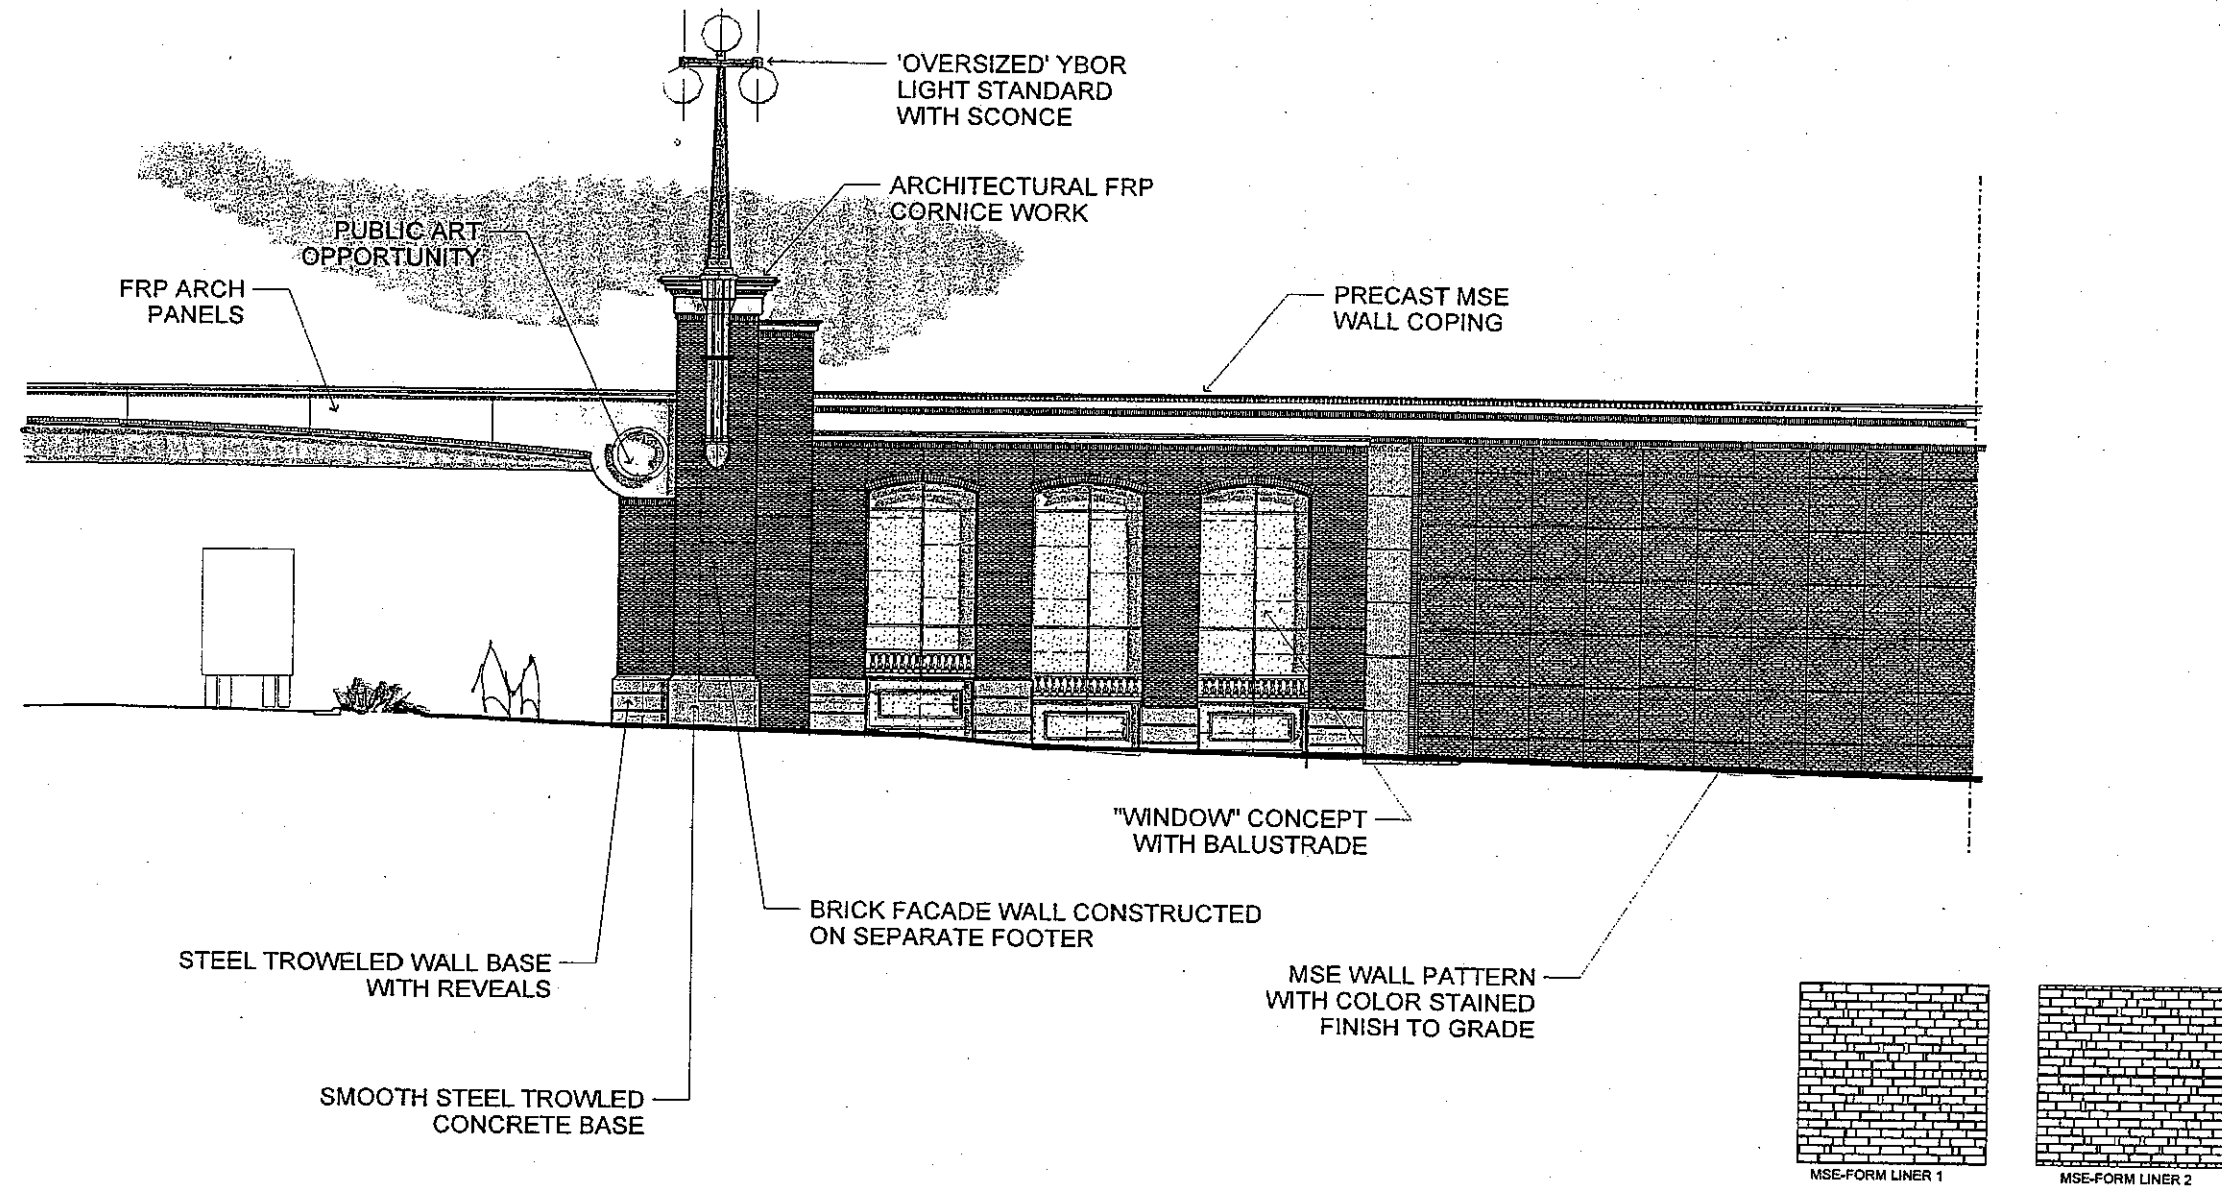 'OVERSIZED' YBOR
LIGHT STANDARD
WITH SCONCE
ARCHITECTURAL FRP
CORNICE WORK
PUBLIC ART
OPPORTUNITY
FRP ARCH
PANELS
PRECAST MSE
WALL COPING
"WINDOW" CONCEPT
WITH BALUSTRADE
BRICK FACADE WALL CONSTRUCTED
ON SEPARATE FOOTER
STEEL TROWELED WALL BASE
WITH REVEALS
MSE WALL PATTERN
WITH COLOR STAINED
FINISH TO GRADE
SMOOTH STEEL TROWLED
CONCRETE BASE
MSE-FORM LINER 1
MSE-FORM LINER 2